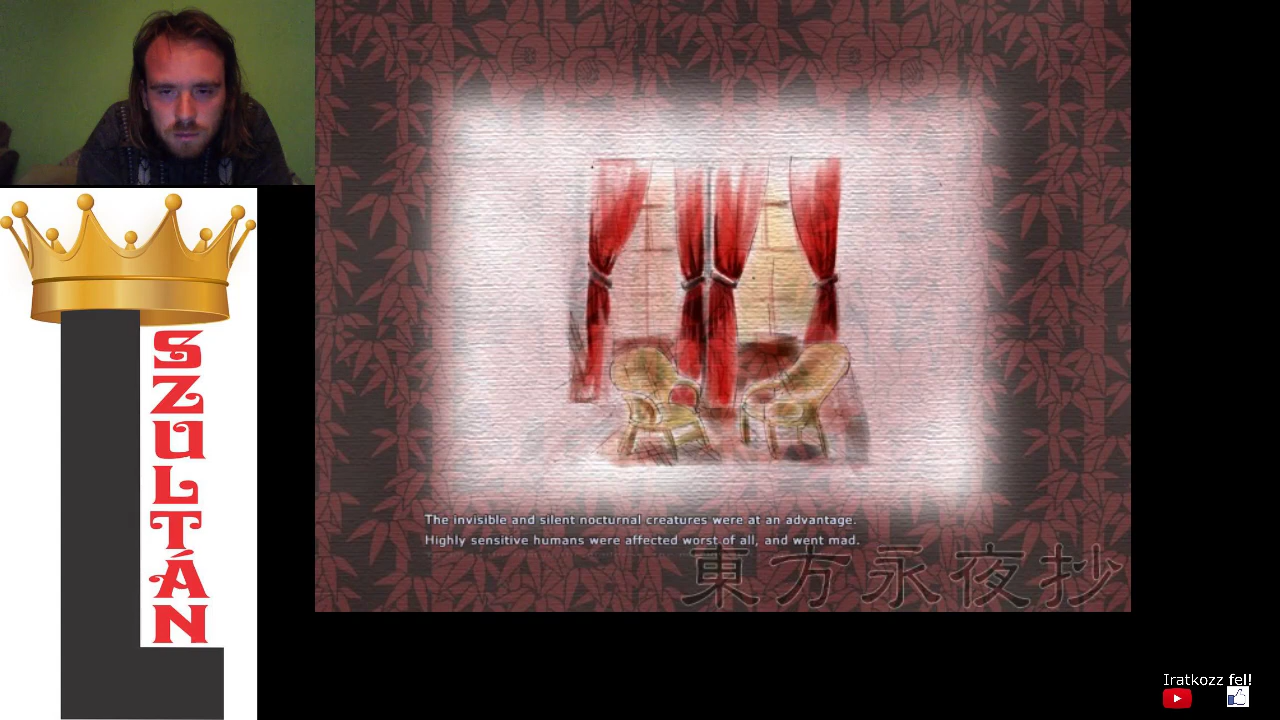 SZULTÁN
The invisible and silent nocturnal creatures were at an advantage.
Highly sensitive humans were affected worst of all, and went mad.
東方永夜抄
Iratkozz fel!